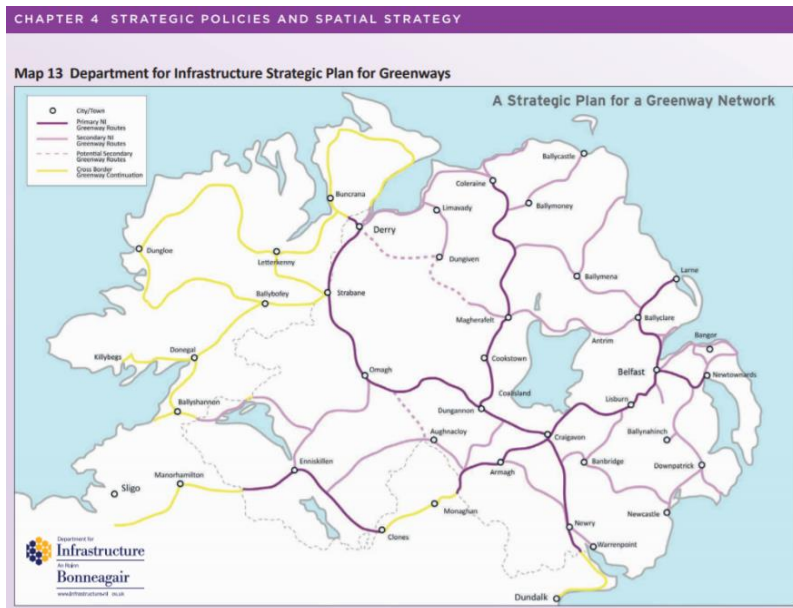 CHAPTER 4 STRATEGIC POLICIES AND SPATIAL STRATEGY
Map 13 Department for Infrastructure Strategic Plan for Greenways
A Strategic Plan for a Greenway Network
City/Town
Primary NI
Greenway Routes
Secondary NI
Greenway Routes
Potential Secondary
Greenway Routes
Cross Border
Greenway Continuation
Ballycastle
Coleraine
Buncrana
Limavady
Ballymoney
Derry
Dungloe
Letterkenny
Dungiven
Ballymena
Larne
Ballybofey
Strabane
Magherafelt
Ballyclare
Antrim
Bangor
Killybegs
Donegal
Cookstown
Omagh
Belfast
Newtownards
Coalisland
Ballyshannon
Dungannon
Lisburn
Aughnacloy
Craigavon
Ballynahinch
Enniskillen
Armagh
Banbridge
Downpatrick
Manorhamilton
Sligo
Monaghan
Newcastle
Clones
Newry
Warrenpoint
Dundalk
Department for
Infrastructure
An Roinn
Bonneagair